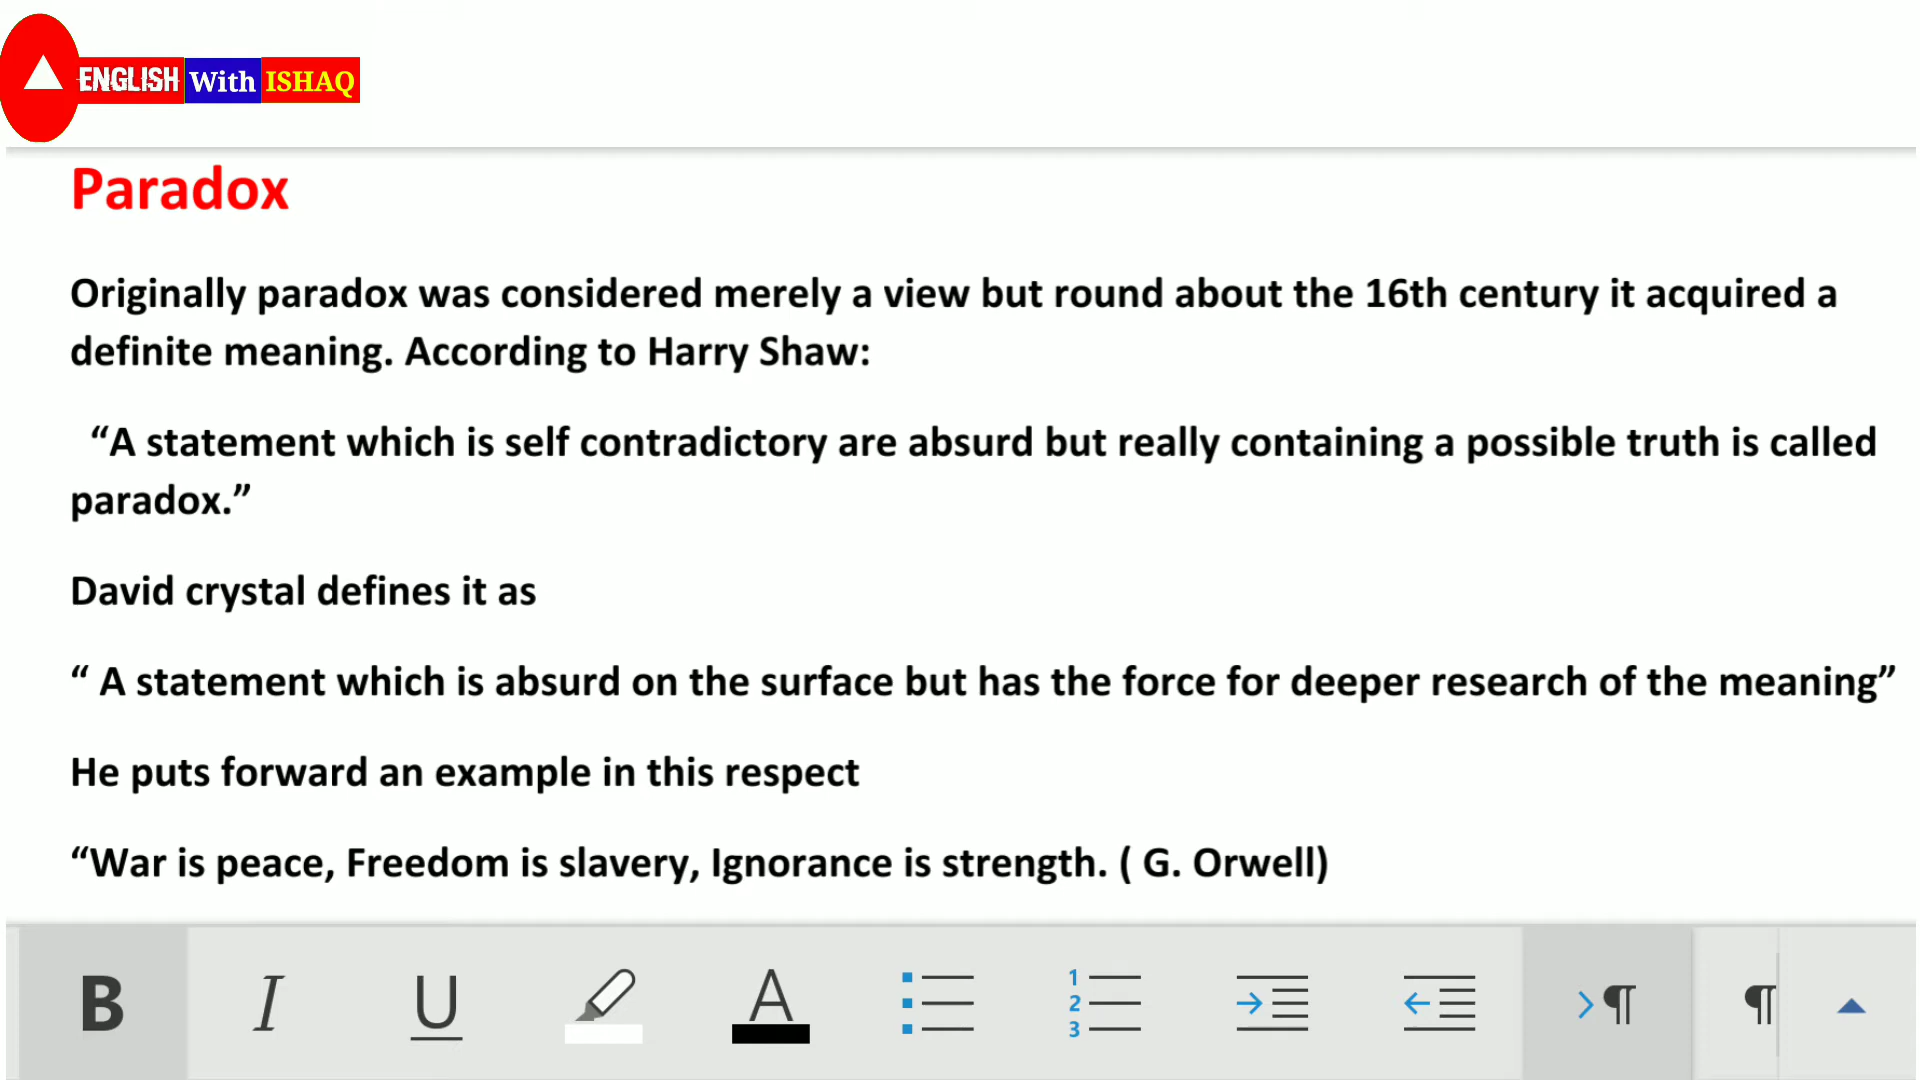 ENGLISH With ISHAQ
Paradox
Originally paradox was considered merely a view but round about the 16th century it acquired a
definite meaning. According to Harry Shaw:
“A statement which is self contradictory are absurd but really containing a possible truth is called
paradox.”
David crystal defines it as
“ A statement which is absurd on the surface but has the force for deeper research of the meaning”
He puts forward an example in this respect
“War is peace, Freedom is slavery, Ignorance is strength. ( G. Orwell)
B I U A 1 2 3 ¶ ¶